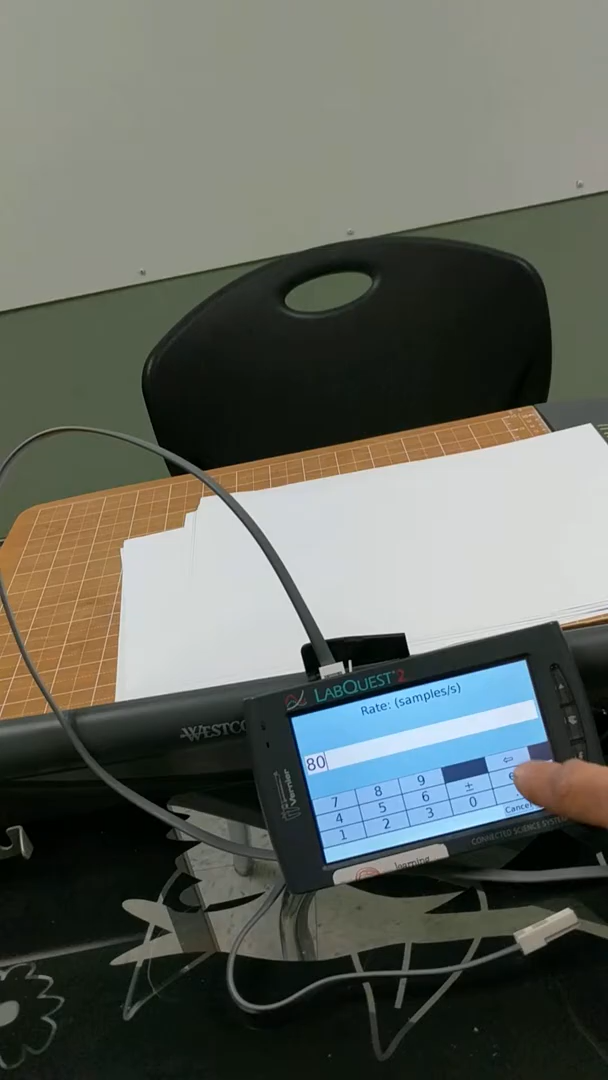 WESTCO
LABQUEST 2
Rate: (samples/s)
80
Vernier
7 8 9 ⇦
4 5 6 ±
1 2 3 0 Cancel
learning
CONNECTED SCIENCE SYSTEM